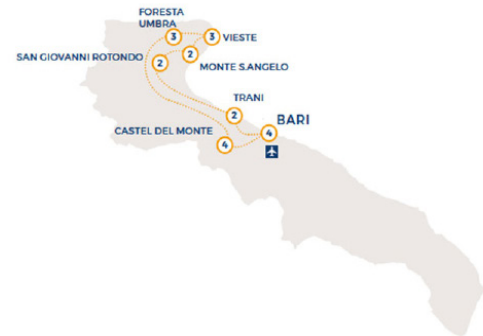 FORESTA
UMBRA
3
3 VIESTE
SAN GIOVANNI ROTONDO
2
2
MONTE S.ANGELO
TRANI
2
BARI
4
CASTEL DEL MONTE
4